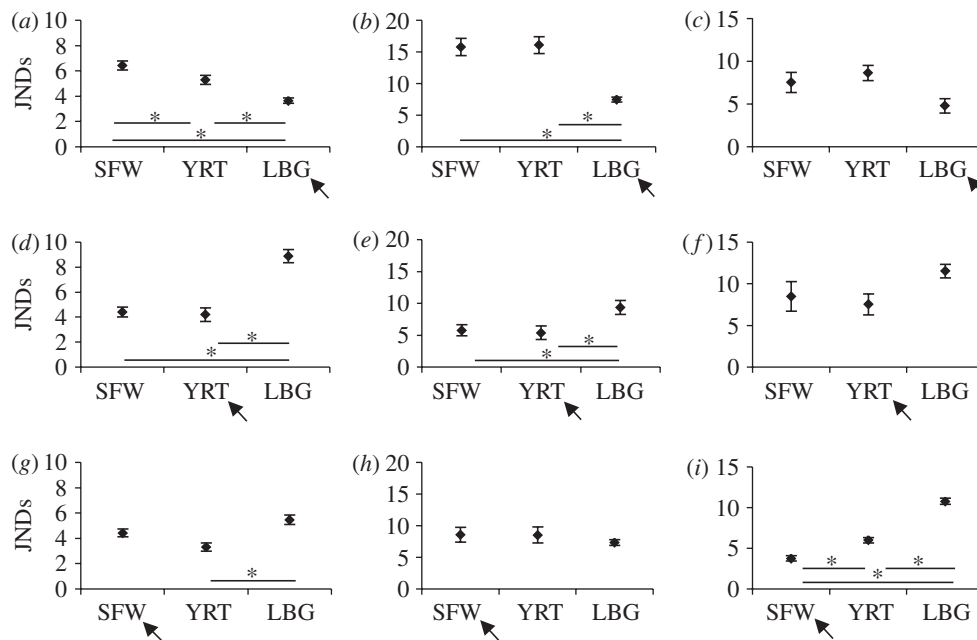 (a) 10
8
6
4
2
0
JNDs
* *
*
SFW YRT LBG
(b) 20
15
10
5
0
*
*
SFW YRT LBG
(c) 15
10
5
0
SFW YRT LBG
(d) 10
8
6
4
2
0
JNDs
*
*
SFW YRT LBG
(e) 20
15
10
5
0
*
*
SFW YRT LBG
(f) 15
10
5
0
SFW YRT LBG
(g) 10
8
6
4
2
0
JNDs
*
SFW YRT LBG
(h) 20
15
10
5
0
SFW YRT LBG
(i) 15
10
5
0
* *
*
SFW YRT LBG